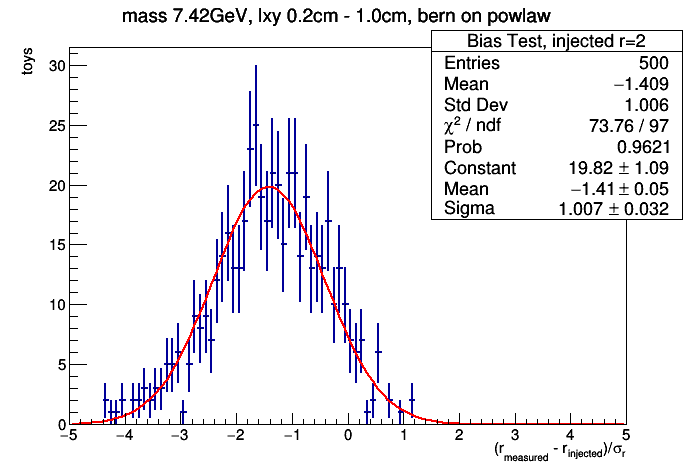 mass 7.42GeV, lxy 0.2cm - 1.0cm, bern on powlaw
Bias Test, injected r=2
Entries 500
Mean −1.409
Std Dev 1.006
χ² / ndf 73.76 / 97
Prob 0.9621
Constant 19.82 ± 1.09
Mean −1.41 ± 0.05
Sigma 1.007 ± 0.032
toys
30
25
20
15
10
5
0
−5 −4 −3 −2 −1 0 1 2 3 4 5
(r_measured - r_injected)/σ_r